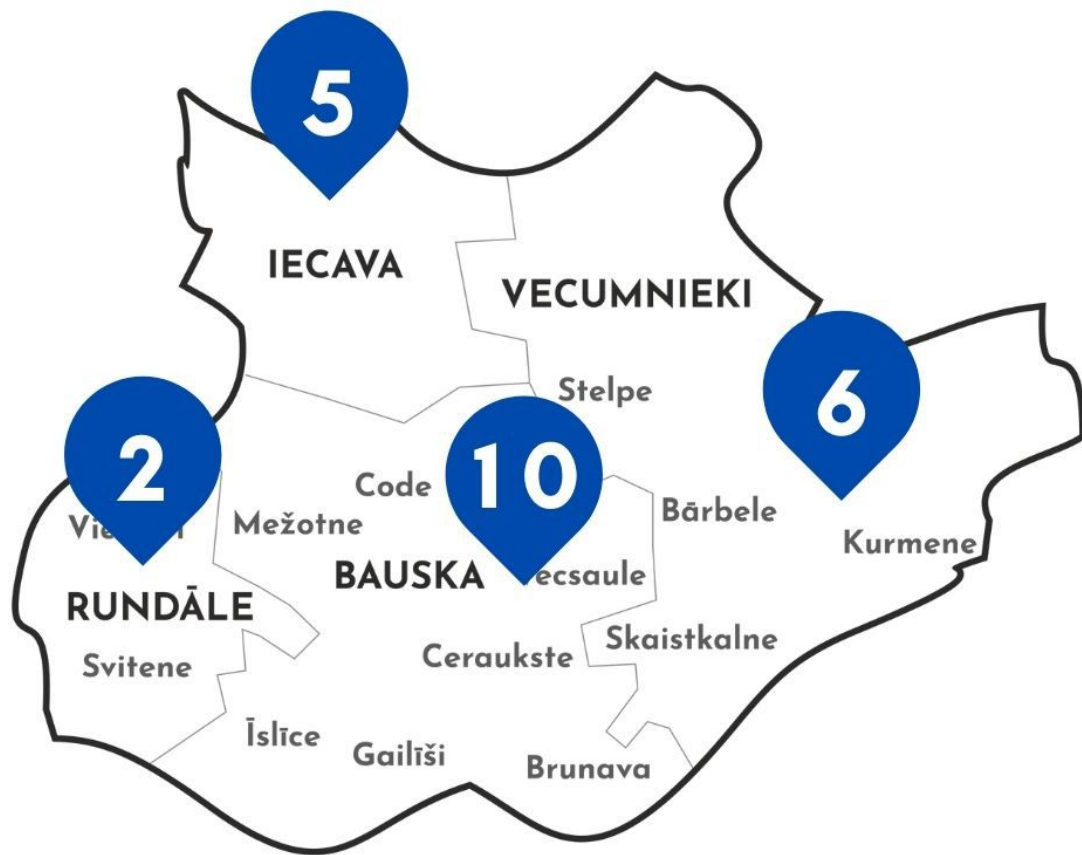 5
IECAVA
VECUMNIEKI
Stelpe
6
2
10
Code
Mežotne
Bārbele
Kurmene
BAUSKA
RUNDĀLE
Skaistkalne
Ceraukste
Svitene
Īslīce
Gailīši
Brunava